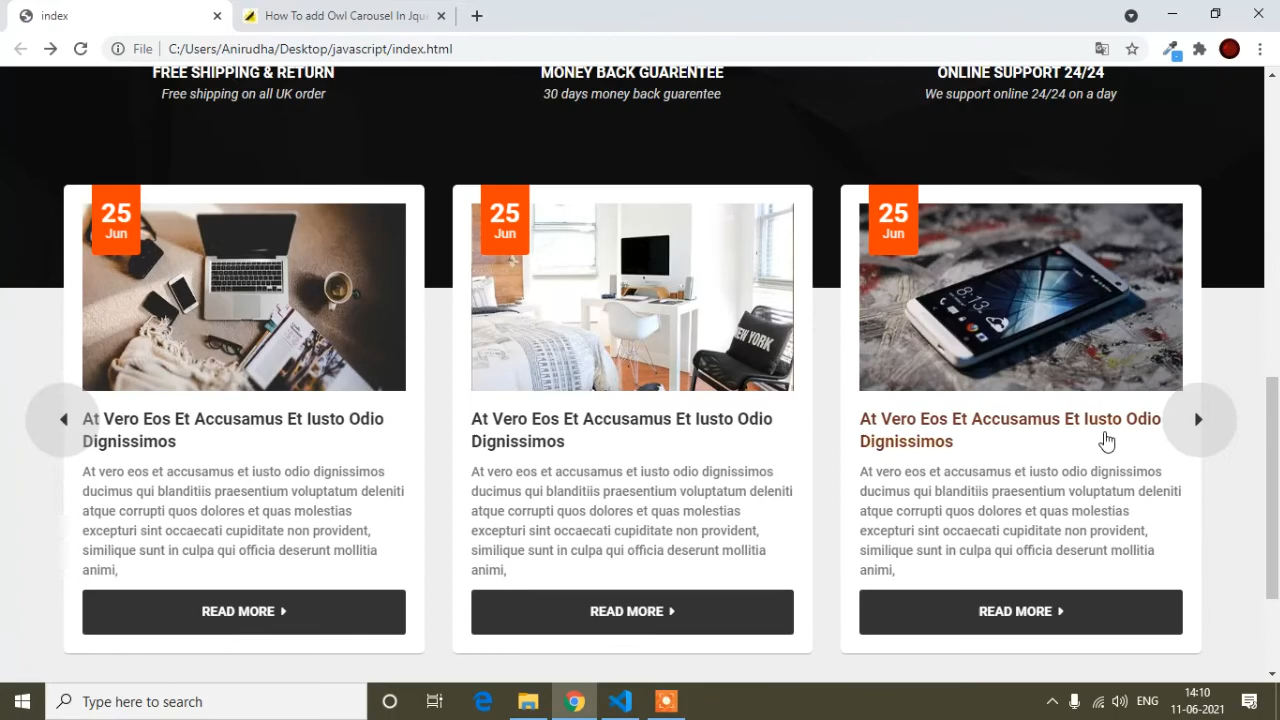 index
How To add Owl Carousel In Jque
File
C:/Users/Anirudha/Desktop/javascript/index.html
FREE SHIPPING & RETURN
Free shipping on all UK order
MONEY BACK GUARENTEE
30 days money back guarentee
ONLINE SUPPORT 24/24
We support online 24/24 on a day
25
Jun
At Vero Eos Et Accusamus Et Iusto Odio
Dignissimos
At vero eos et accusamus et iusto odio dignissimos
ducimus qui blanditiis praesentium voluptatum deleniti
atque corrupti quos dolores et quas molestias
excepturi sint occaecati cupiditate non provident,
similique sunt in culpa qui officia deserunt mollitia
animi,
READ MORE
25
Jun
NEW YORK
At Vero Eos Et Accusamus Et Iusto Odio
Dignissimos
At vero eos et accusamus et iusto odio dignissimos
ducimus qui blanditiis praesentium voluptatum deleniti
atque corrupti quos dolores et quas molestias
excepturi sint occaecati cupiditate non provident,
similique sunt in culpa qui officia deserunt mollitia
animi,
READ MORE
25
Jun
8:13
At Vero Eos Et Accusamus Et Iusto Odio
Dignissimos
At vero eos et accusamus et iusto odio dignissimos
ducimus qui blanditiis praesentium voluptatum deleniti
atque corrupti quos dolores et quas molestias
excepturi sint occaecati cupiditate non provident,
similique sunt in culpa qui officia deserunt mollitia
animi,
READ MORE
Type here to search
ENG
14:10
11-06-2021